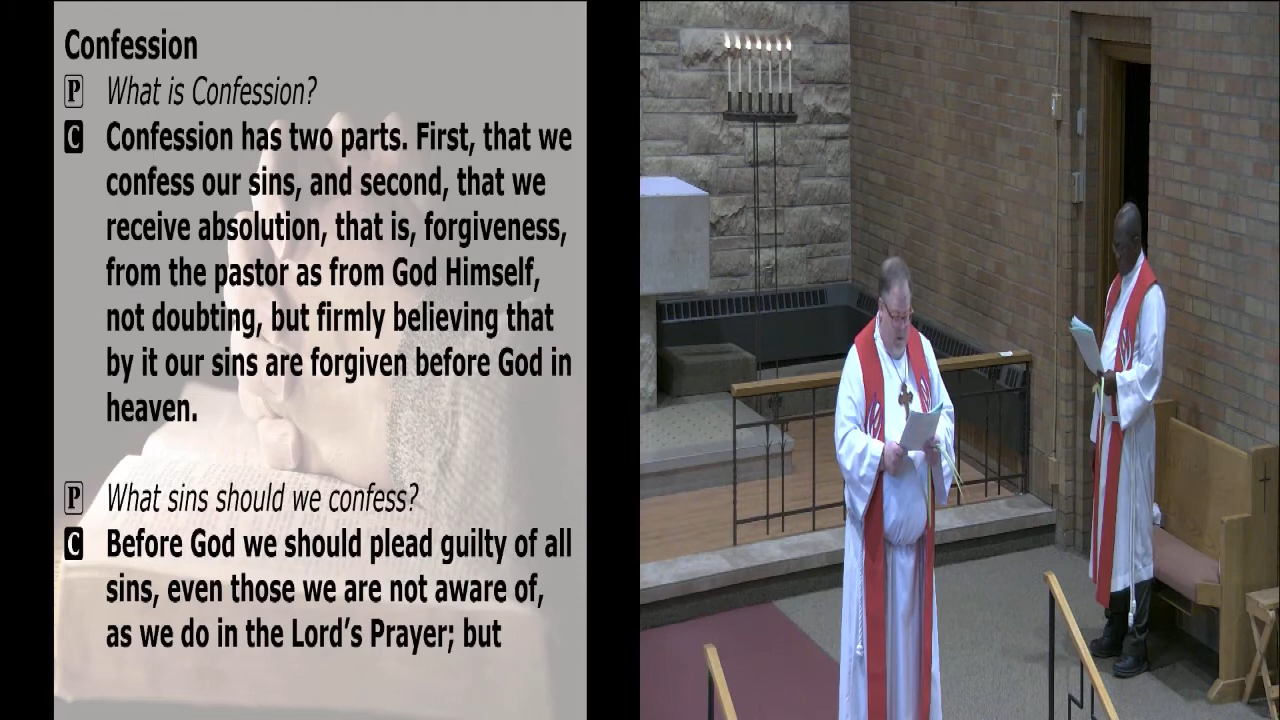 Confession
P What is Confession?
C Confession has two parts. First, that we
confess our sins, and second, that we
receive absolution, that is, forgiveness,
from the pastor as from God Himself,
not doubting, but firmly believing that
by it our sins are forgiven before God in
heaven.
P What sins should we confess?
C Before God we should plead guilty of all
sins, even those we are not aware of,
as we do in the Lord’s Prayer; but